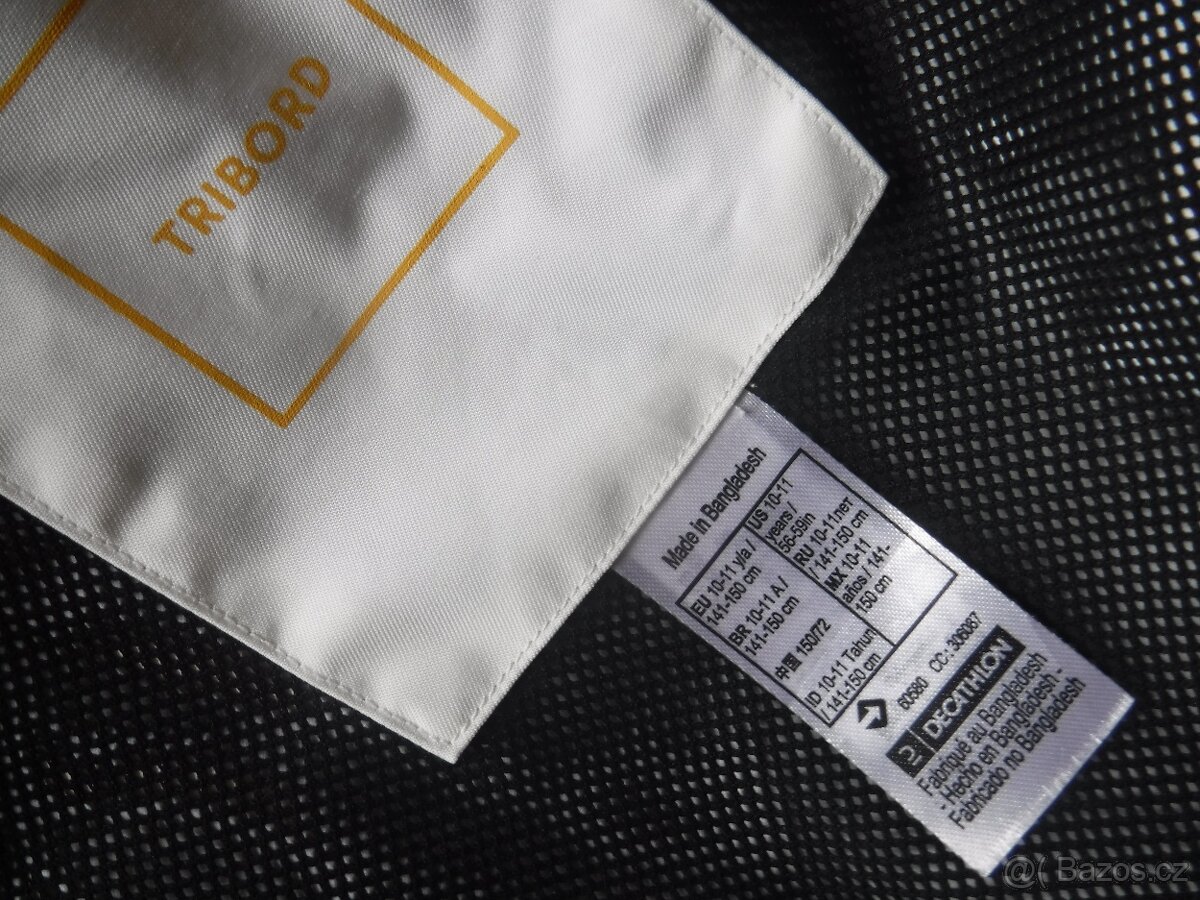 TRIBORD
Made in Bangladesh
EU 10-11 y/a /
141-150 cm
US 10-11
years /
56-59in
BR 10-11 A /
141-150 cm
RU 10-11лет
/ 141-150 cm
中国 150/72
MX 10-11
años / 141-
150 cm
ID 10-11 Tahun
/ 141-150 cm
60580 CC: 306087
DECATHLON
Fabriqué au Bangladesh
- Hecho en Bangladesh -
Fabricado no Bangladesh
@( Bazos.cz